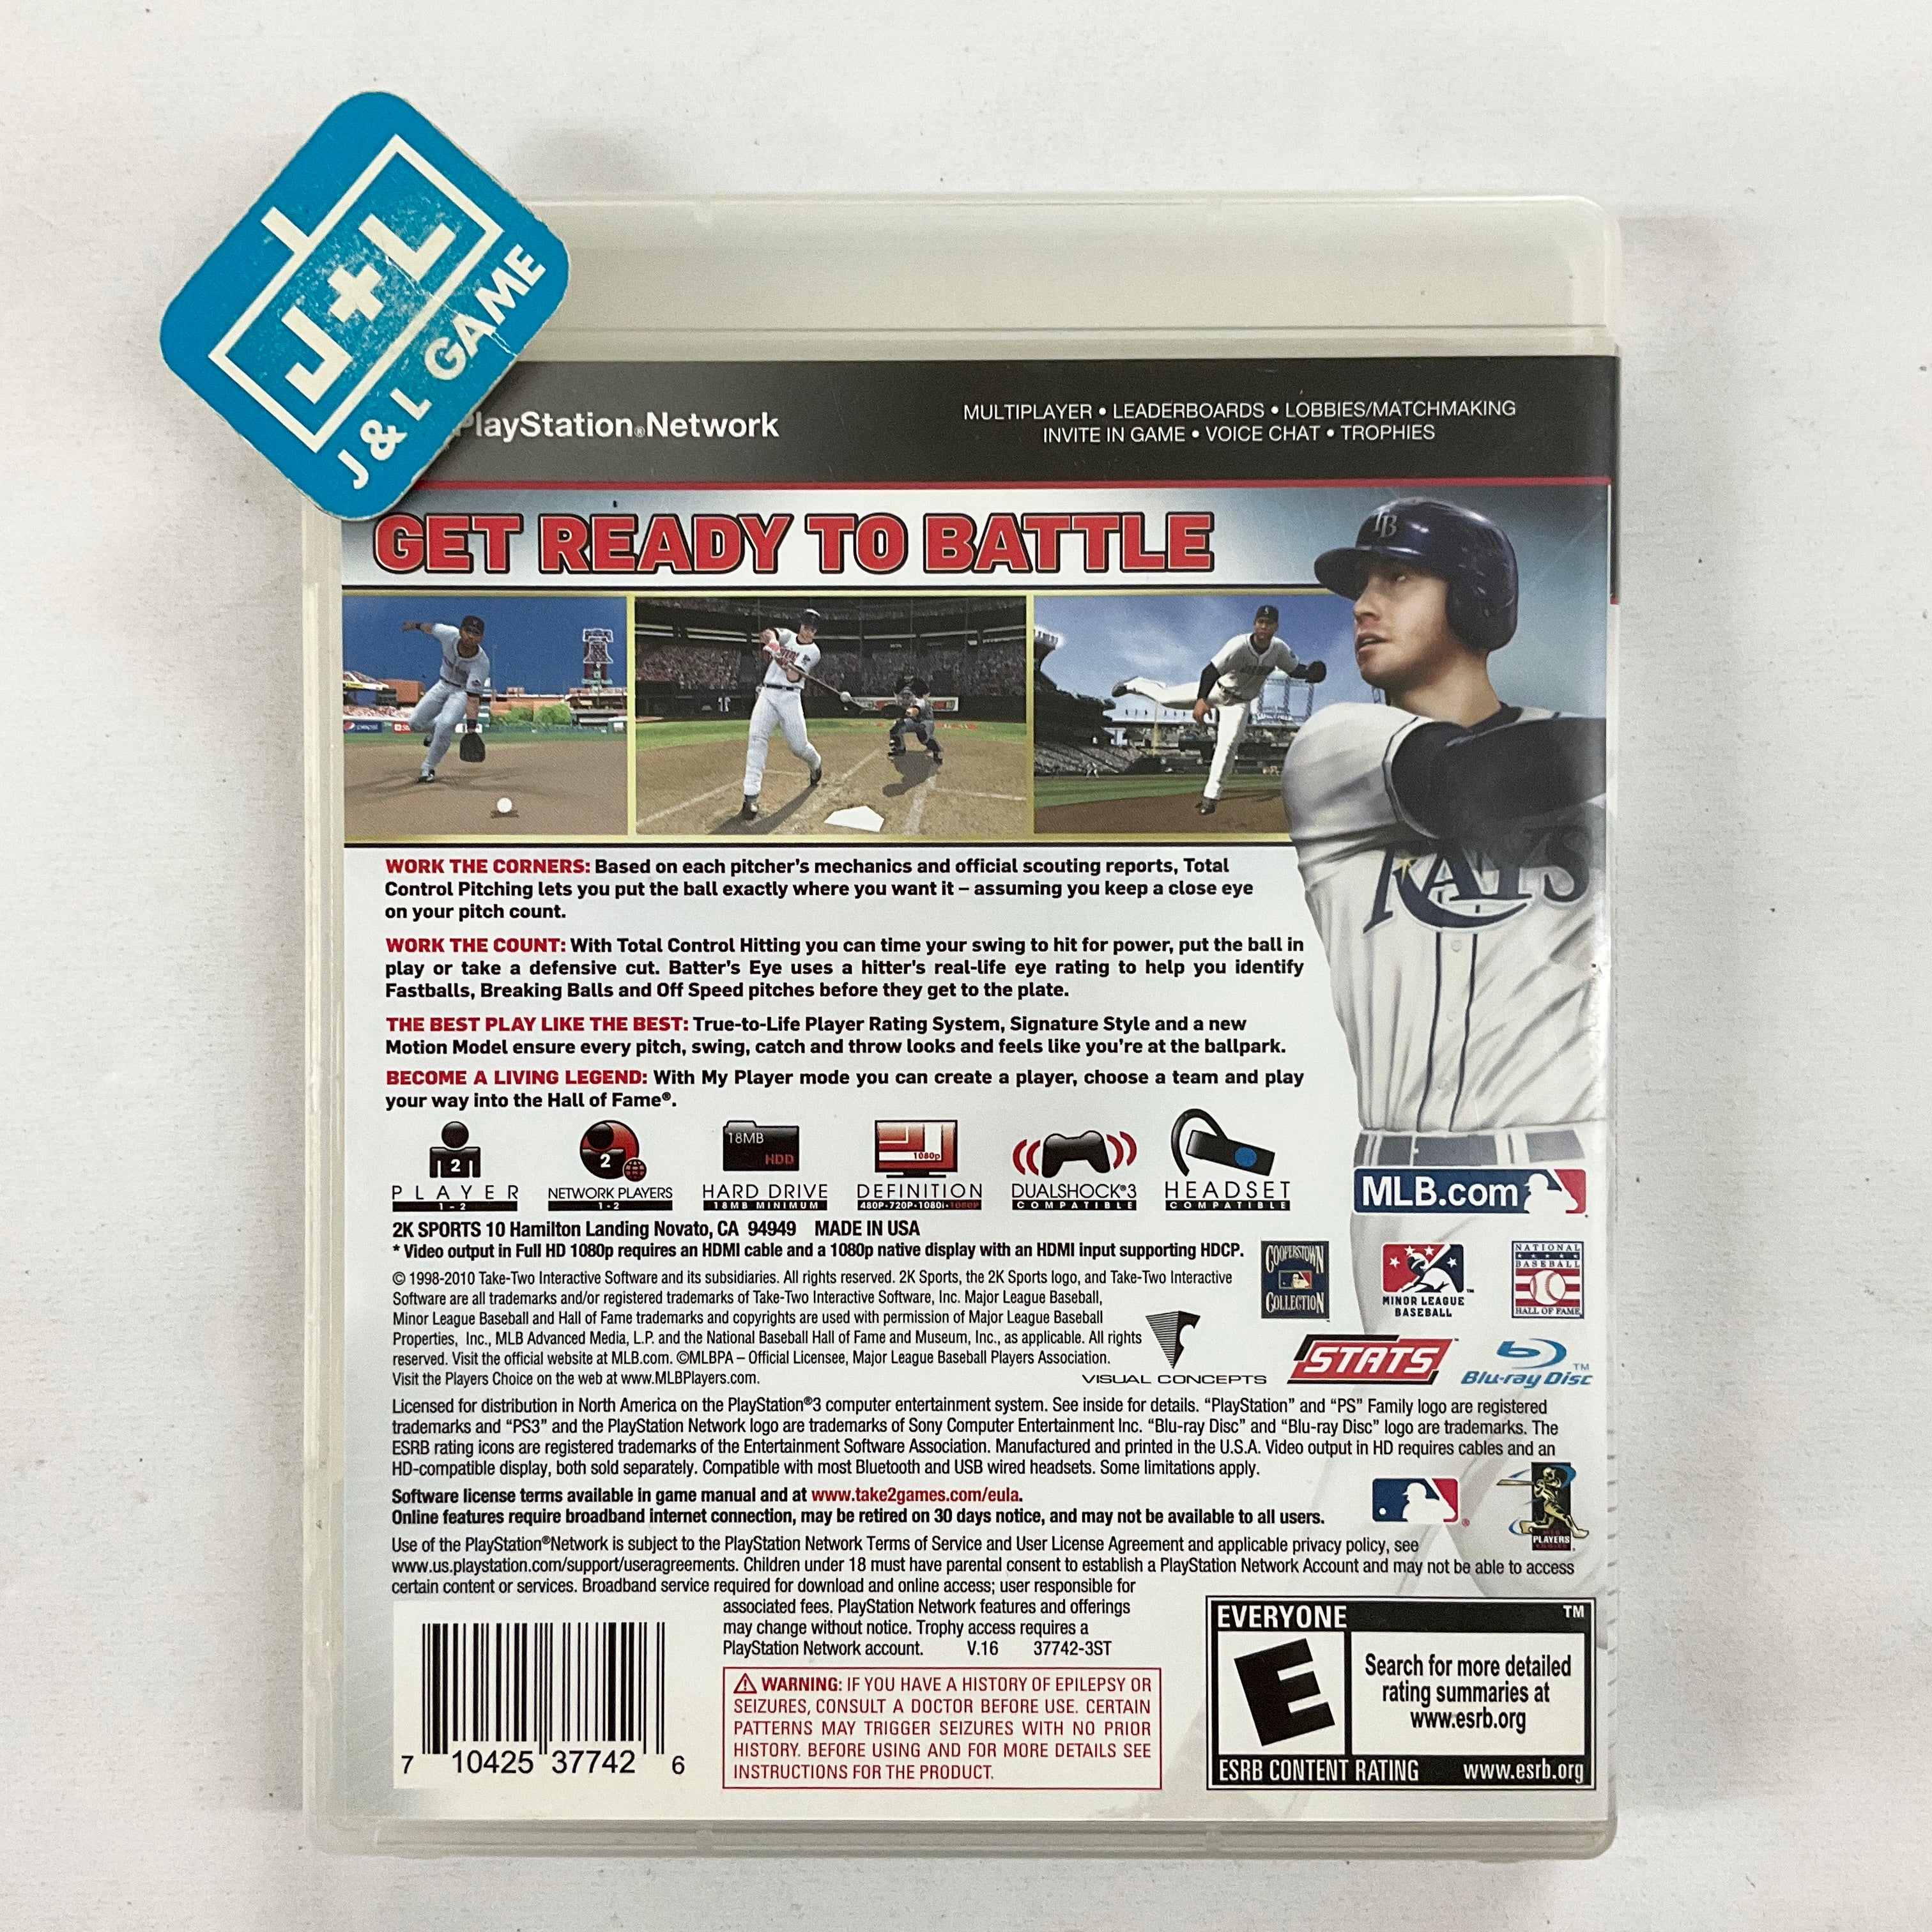 J+L
J & L GAME
PlayStation®Network
MULTIPLAYER • LEADERBOARDS • LOBBIES/MATCHMAKING
INVITE IN GAME • VOICE CHAT • TROPHIES
GET READY TO BATTLE
TB
RAYS
WORK THE CORNERS: Based on each pitcher's mechanics and official scouting reports, Total
Control Pitching lets you put the ball exactly where you want it – assuming you keep a close eye
on your pitch count.
WORK THE COUNT: With Total Control Hitting you can time your swing to hit for power, put the ball in
play or take a defensive cut. Batter's Eye uses a hitter's real-life eye rating to help you identify
Fastballs, Breaking Balls and Off Speed pitches before they get to the plate.
THE BEST PLAY LIKE THE BEST: True-to-Life Player Rating System, Signature Style and a new
Motion Model ensure every pitch, swing, catch and throw looks and feels like you're at the ballpark.
BECOME A LIVING LEGEND: With My Player mode you can create a player, choose a team and play
your way into the Hall of Fame®.
2
PLAYER
1-2
2
NETWORK PLAYERS
1-2
18MB
HDD
HARD DRIVE
18MB MINIMUM
1080p
DEFINITION
480P•720P•1080i•1080P
DUALSHOCK®3
COMPATIBLE
HEADSET
COMPATIBLE
MLB.com
2K SPORTS 10 Hamilton Landing Novato, CA 94949 MADE IN USA
* Video output in Full HD 1080p requires an HDMI cable and a 1080p native display with an HDMI input supporting HDCP.
© 1998-2010 Take-Two Interactive Software and its subsidiaries. All rights reserved. 2K Sports, the 2K Sports logo, and Take-Two Interactive
Software are all trademarks and/or registered trademarks of Take-Two Interactive Software, Inc. Major League Baseball,
Minor League Baseball and Hall of Fame trademarks and copyrights are used with permission of Major League Baseball
Properties, Inc., MLB Advanced Media, L.P. and the National Baseball Hall of Fame and Museum, Inc., as applicable. All rights
reserved. Visit the official website at MLB.com. ©MLBPA – Official Licensee, Major League Baseball Players Association.
Visit the Players Choice on the web at www.MLBPlayers.com.
COOPERSTOWN
COLLECTION
MINOR LEAGUE
BASEBALL
NATIONAL
BASEBALL
HALL OF FAME
VISUAL CONCEPTS
STATS
Blu-ray Disc™
Licensed for distribution in North America on the PlayStation®3 computer entertainment system. See inside for details. "PlayStation" and "PS" Family logo are registered
trademarks and "PS3" and the PlayStation Network logo are trademarks of Sony Computer Entertainment Inc. "Blu-ray Disc" and "Blu-ray Disc" logo are trademarks. The
ESRB rating icons are registered trademarks of the Entertainment Software Association. Manufactured and printed in the U.S.A. Video output in HD requires cables and an
HD-compatible display, both sold separately. Compatible with most Bluetooth and USB wired headsets. Some limitations apply.
Software license terms available in game manual and at www.take2games.com/eula.
Online features require broadband internet connection, may be retired on 30 days notice, and may not be available to all users.
PLAYERS
Use of the PlayStation®Network is subject to the PlayStation Network Terms of Service and User License Agreement and applicable privacy policy, see
www.us.playstation.com/support/useragreements. Children under 18 must have parental consent to establish a PlayStation Network Account and may not be able to access
certain content or services. Broadband service required for download and online access; user responsible for
associated fees. PlayStation Network features and offerings
may change without notice. Trophy access requires a
PlayStation Network account. V.16 37742-3ST
WARNING: IF YOU HAVE A HISTORY OF EPILEPSY OR
SEIZURES, CONSULT A DOCTOR BEFORE USE. CERTAIN
PATTERNS MAY TRIGGER SEIZURES WITH NO PRIOR
HISTORY. BEFORE USING AND FOR MORE DETAILS SEE
INSTRUCTIONS FOR THE PRODUCT.
7 10425 37742 6
EVERYONE ™
E
Search for more detailed
rating summaries at
www.esrb.org
ESRB CONTENT RATING www.esrb.org